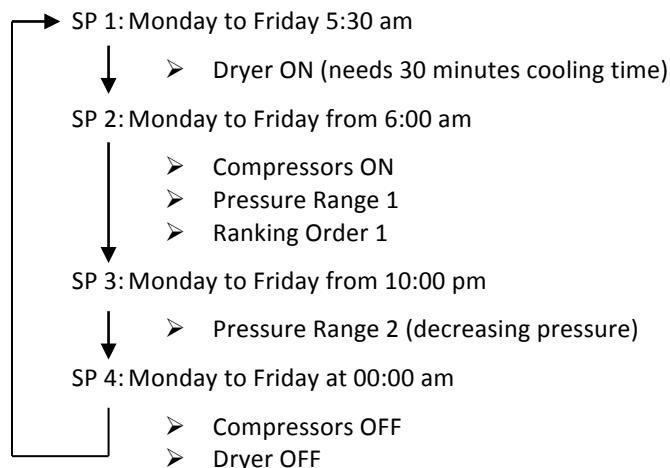 SP 1: Monday to Friday 5:30 am
➢ Dryer ON (needs 30 minutes cooling time)
SP 2: Monday to Friday from 6:00 am
➢ Compressors ON
➢ Pressure Range 1
➢ Ranking Order 1
SP 3: Monday to Friday from 10:00 pm
➢ Pressure Range 2 (decreasing pressure)
SP 4: Monday to Friday at 00:00 am
➢ Compressors OFF
➢ Dryer OFF